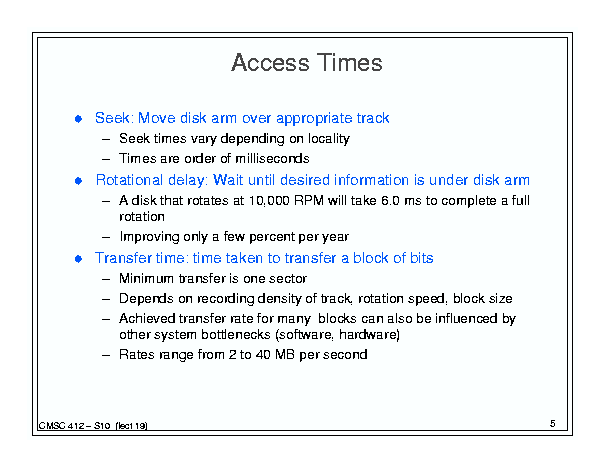 Access Times
● Seek: Move disk arm over appropriate track
– Seek times vary depending on locality
– Times are order of milliseconds
● Rotational delay: Wait until desired information is under disk arm
– A disk that rotates at 10,000 RPM will take 6.0 ms to complete a full
rotation
– Improving only a few percent per year
● Transfer time: time taken to transfer a block of bits
– Minimum transfer is one sector
– Depends on recording density of track, rotation speed, block size
– Achieved transfer rate for many blocks can also be influenced by
other system bottlenecks (software, hardware)
– Rates range from 2 to 40 MB per second
CMSC 412 – S10 (lect 19)
5